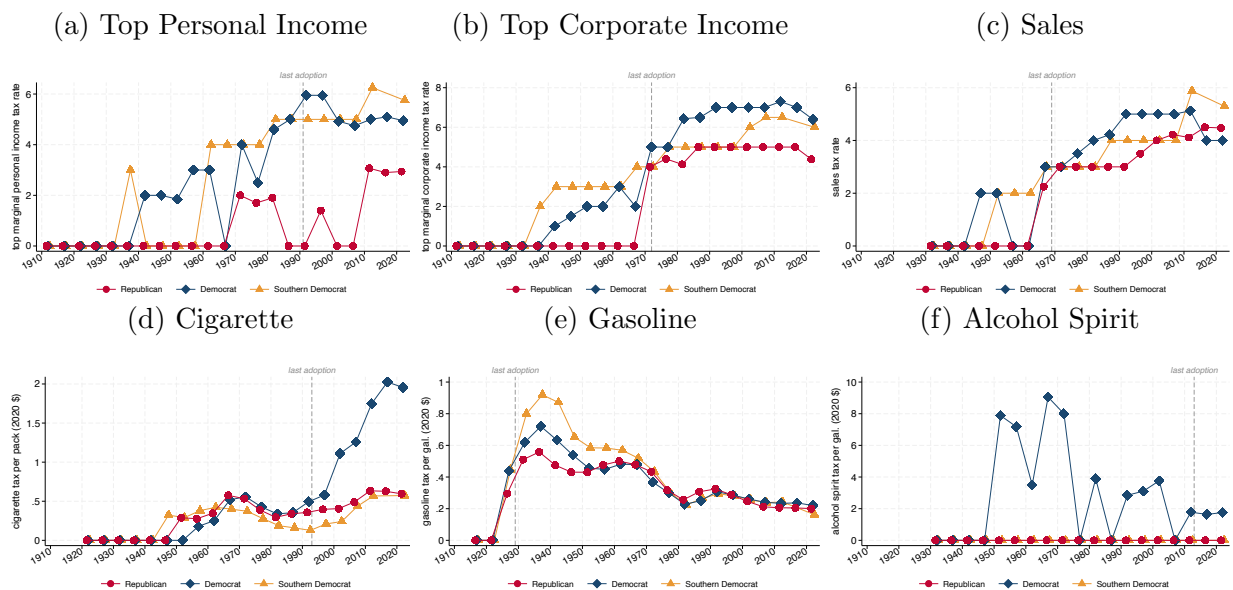 (a) Top Personal Income
(b) Top Corporate Income
(c) Sales
last adoption
last adoption
last adoption
top marginal personal income tax rate
0
2
4
6
1910
1920
1930
1940
1950
1960
1970
1980
1990
2000
2010
2020
Republican
Democrat
Southern Democrat
top marginal corporate income tax rate
0
2
4
6
8
1910
1920
1930
1940
1950
1960
1970
1980
1990
2000
2010
2020
Republican
Democrat
Southern Democrat
sales tax rate
0
2
4
6
1910
1920
1930
1940
1950
1960
1970
1980
1990
2000
2010
2020
Republican
Democrat
Southern Democrat
(d) Cigarette
(e) Gasoline
(f) Alcohol Spirit
last adoption
last adoption
last adoption
cigarette tax per pack (2020 $)
0
.5
1
1.5
2
1910
1920
1930
1940
1950
1960
1970
1980
1990
2000
2010
2020
Republican
Democrat
Southern Democrat
gasoline tax per gal. (2020 $)
0
.2
.4
.6
.8
1
1910
1920
1930
1940
1950
1960
1970
1980
1990
2000
2010
2020
Republican
Democrat
Southern Democrat
alcohol spirit tax per gal. (2020 $)
0
2
4
6
8
10
1910
1920
1930
1940
1950
1960
1970
1980
1990
2000
2010
2020
Republican
Democrat
Southern Democrat